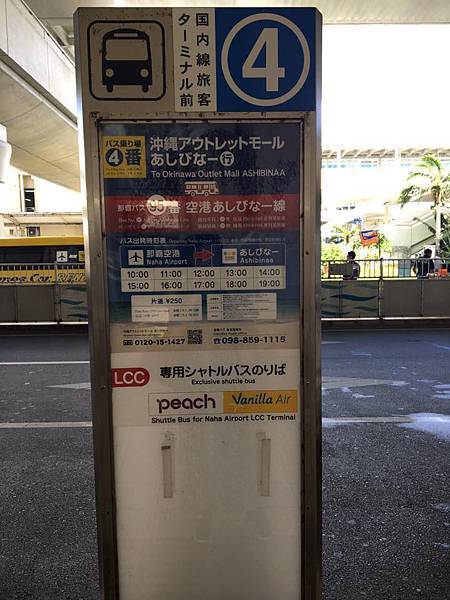 国内線旅客
ターミナル前
4
バス乗り場
4番
沖縄アウトレットモール
あしびなー行
To Okinawa Outlet Mall ASHIBINAA
那覇バス
95番
空港あしびなー線
バス出発時刻表
那覇空港
Naha Airport
あしびなー
Ashibinaa
10:00 11:00 12:00 13:00 14:00
15:00 16:00 17:00 18:00 19:00
片道 ¥250
0120-15-1427
098-859-1115
LCC
専用シャトルバスのりば
Exclusive shuttle bus
peach
Vanilla Air
Shuttle Bus for Naha Airport LCC Terminal